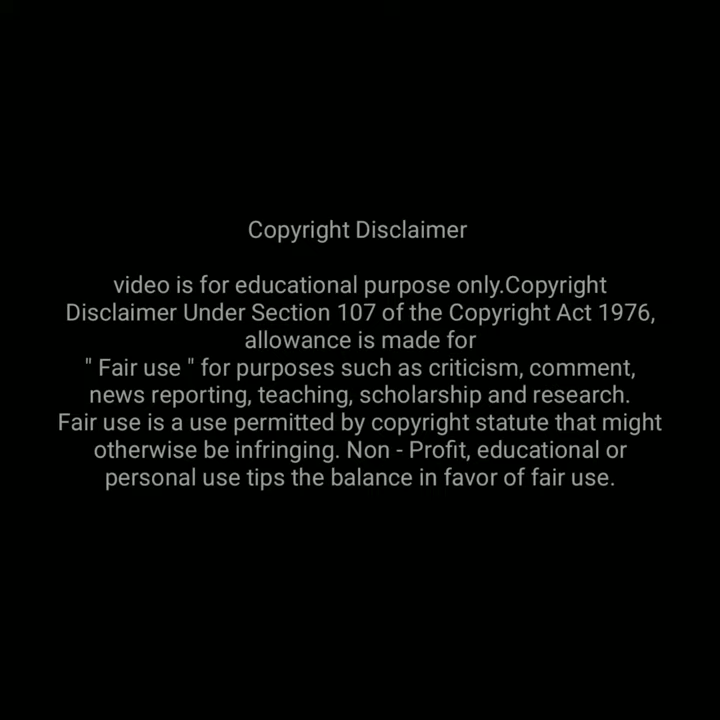 Copyright Disclaimer
video is for educational purpose only.Copyright
Disclaimer Under Section 107 of the Copyright Act 1976,
allowance is made for
" Fair use " for purposes such as criticism, comment,
news reporting, teaching, scholarship and research.
Fair use is a use permitted by copyright statute that might
otherwise be infringing. Non - Profit, educational or
personal use tips the balance in favor of fair use.